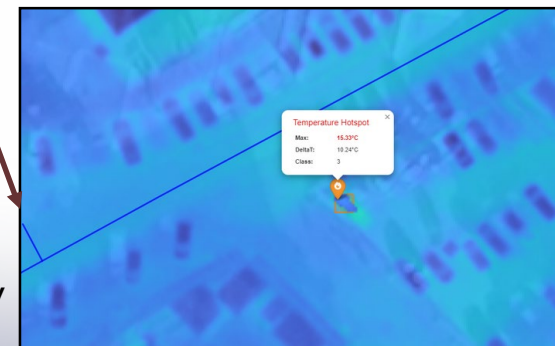 Temperature Hotspot
×
Max: 15.33°C
DeltaT: 10.24°C
Class: 3
y